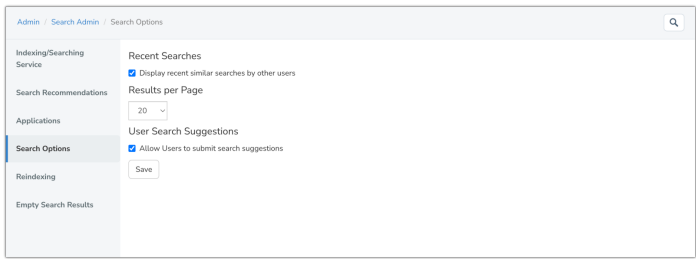 Admin / Search Admin / Search Options
Indexing/Searching
Service
Search Recommendations
Applications
Search Options
Reindexing
Empty Search Results
Recent Searches
Display recent similar searches by other users
Results per Page
20
User Search Suggestions
Allow Users to submit search suggestions
Save